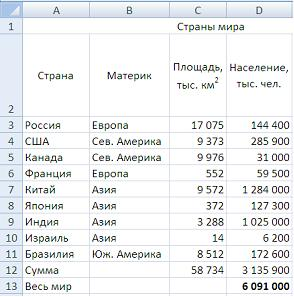 A B C D
1 Страны мира
2 Страна Материк Площадь, тыс. км2 Население, тыс. чел.
3 Россия Европа 17 075 144 400
4 США Сев. Америка 9 373 285 900
5 Канада Сев. Америка 9 976 31 000
6 Франция Европа 552 59 500
7 Китай Азия 9 572 1 284 000
8 Япония Азия 372 127 300
9 Индия Азия 3 288 1 025 000
10 Израиль Азия 14 6 200
11 Бразилия Юж. Америка 8 512 172 600
12 Сумма 58 734 3 135 900
13 Весь мир 6 091 000